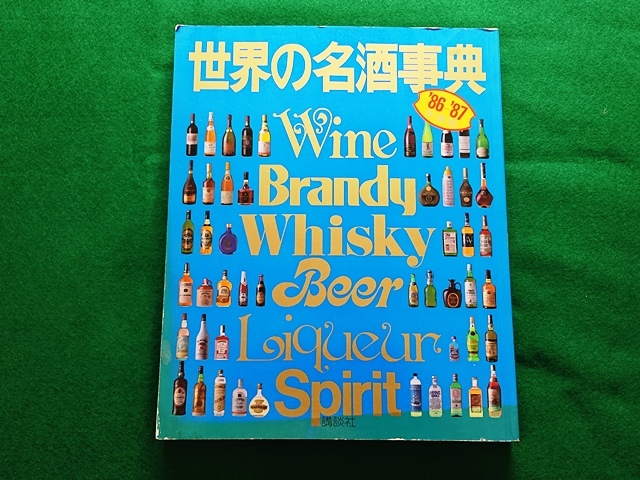 世界の名酒事典
'86 '87
Wine
Brandy
Whisky
Beer
Liqueur
Spirit
講談社